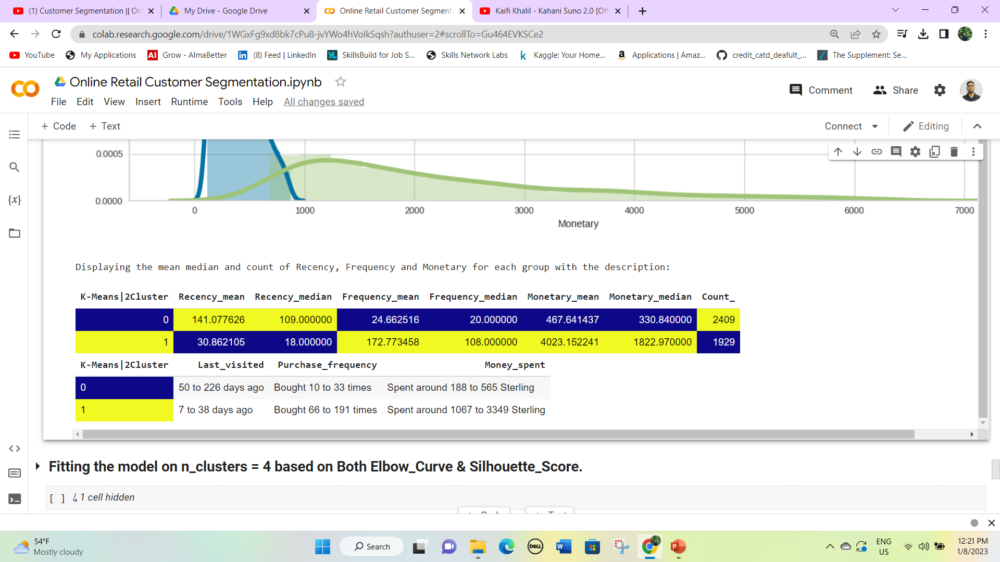 (1) Customer Segmentation || On
My Drive - Google Drive
Online Retail Customer Segmenta
Kaifi Khalil - Kahani Suno 2.0 [Off
colab.research.google.com/drive/1WGxFg9xd8bk7cPu8-jvYWo4hVoIkSqsh?authuser=2#scrollTo=Gu464EVKSCe2
YouTube
My Applications
AI Grow - AlmaBetter
in (8) Feed | LinkedIn
YL SkillsBuild for Job S...
Skills Network Labs
k Kaggle: Your Home...
a Applications | Amaz...
credit_catd_deafult_...
The Supplement: Se...
Online Retail Customer Segmentation.ipynb
Comment
Share
File Edit View Insert Runtime Tools Help All changes saved
+ Code + Text
Connect
Editing
{x}
0.0005
0.0000
0 1000 2000 3000 4000 5000 6000 7000
Monetary
Displaying the mean median and count of Recency, Frequency and Monetary for each group with the description:
K-Means|2Cluster Recency_mean Recency_median Frequency_mean Frequency_median Monetary_mean Monetary_median Count_
0 141.077626 109.000000 24.662516 20.000000 467.641437 330.840000 2409
1 30.862105 18.000000 172.773458 108.000000 4023.152241 1822.970000 1929
K-Means|2Cluster Last_visited Purchase_frequency Money_spent
0 50 to 226 days ago Bought 10 to 33 times Spent around 188 to 565 Sterling
1 7 to 38 days ago Bought 66 to 191 times Spent around 1067 to 3349 Sterling
Fitting the model on n_clusters = 4 based on Both Elbow_Curve & Silhouette_Score.
[ ] 1 cell hidden
54°F
Mostly cloudy
Search
DELL
W
P
ENG
US
12:21 PM
1/8/2023